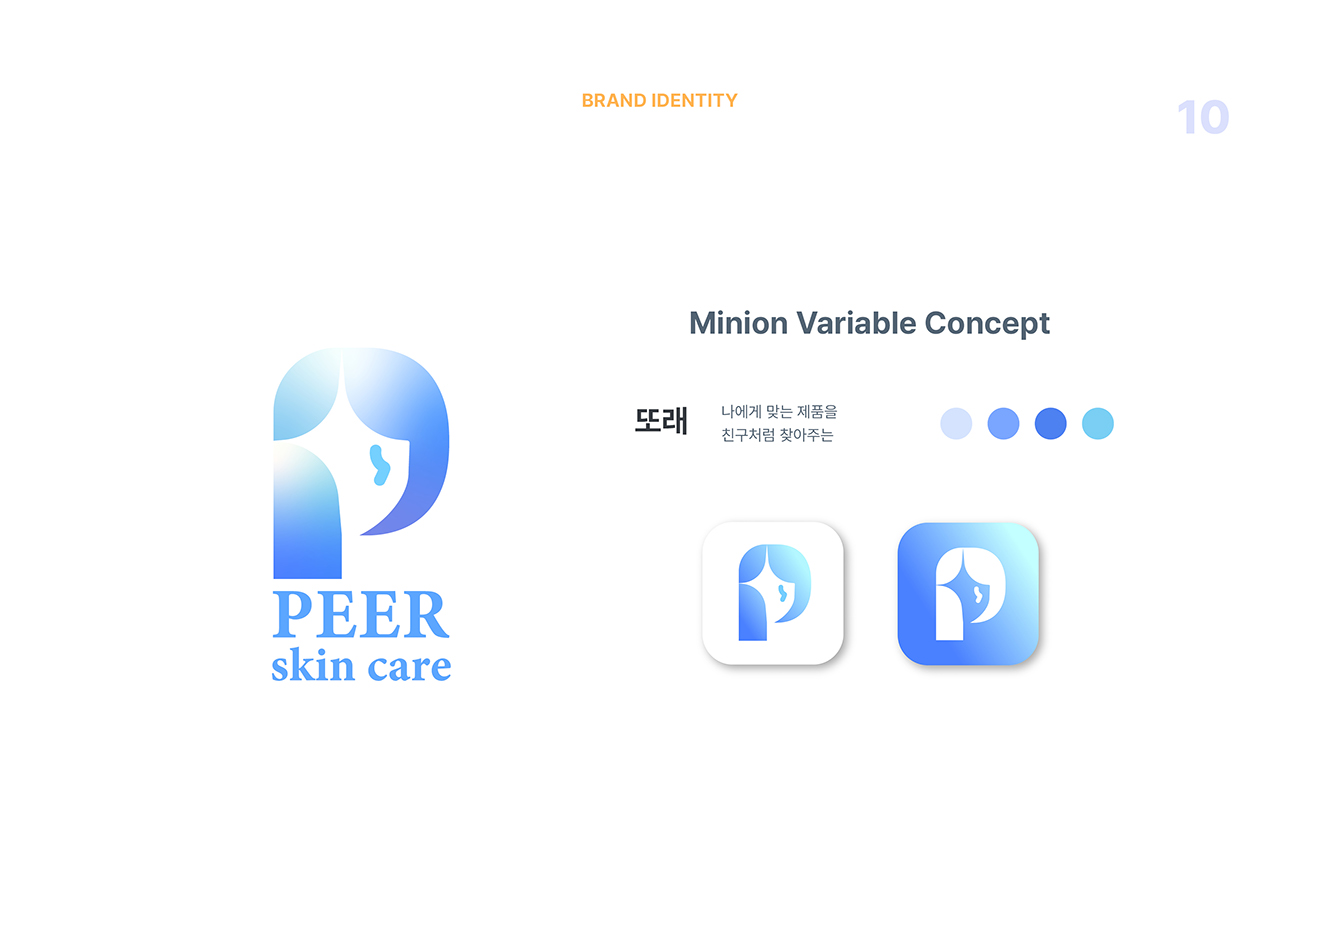 BRAND IDENTITY
10
Minion Variable Concept
또래
나에게 맞는 제품을
친구처럼 찾아주는
PEER
skin care